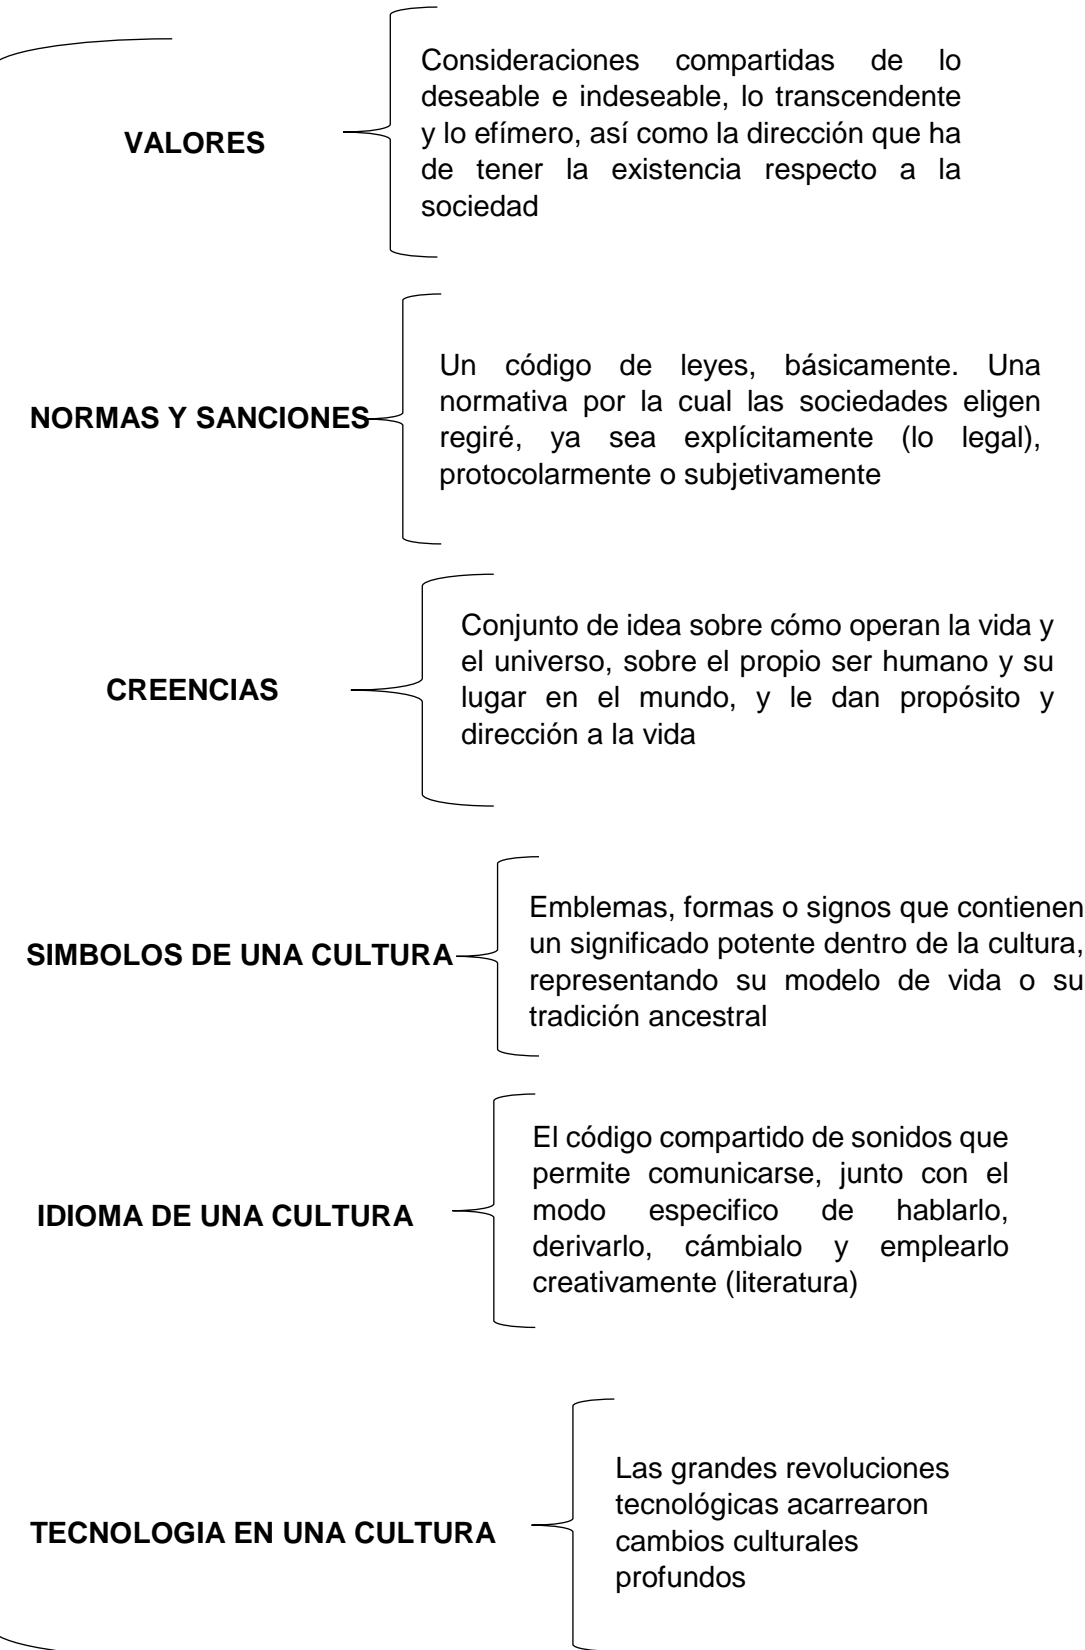 VALORES
Consideraciones compartidas de lo
deseable e indeseable, lo transcendente
y lo efímero, así como la dirección que ha
de tener la existencia respecto a la
sociedad
NORMAS Y SANCIONES
Un código de leyes, básicamente. Una
normativa por la cual las sociedades eligen
regiré, ya sea explícitamente (lo legal),
protocolarmente o subjetivamente
CREENCIAS
Conjunto de idea sobre cómo operan la vida y
el universo, sobre el propio ser humano y su
lugar en el mundo, y le dan propósito y
dirección a la vida
SIMBOLOS DE UNA CULTURA
Emblemas, formas o signos que contienen
un significado potente dentro de la cultura,
representando su modelo de vida o su
tradición ancestral
IDIOMA DE UNA CULTURA
El código compartido de sonidos que
permite comunicarse, junto con el
modo especifico de hablarlo,
derivarlo, cámbialo y emplearlo
creativamente (literatura)
TECNOLOGIA EN UNA CULTURA
Las grandes revoluciones
tecnológicas acarrearon
cambios culturales
profundos